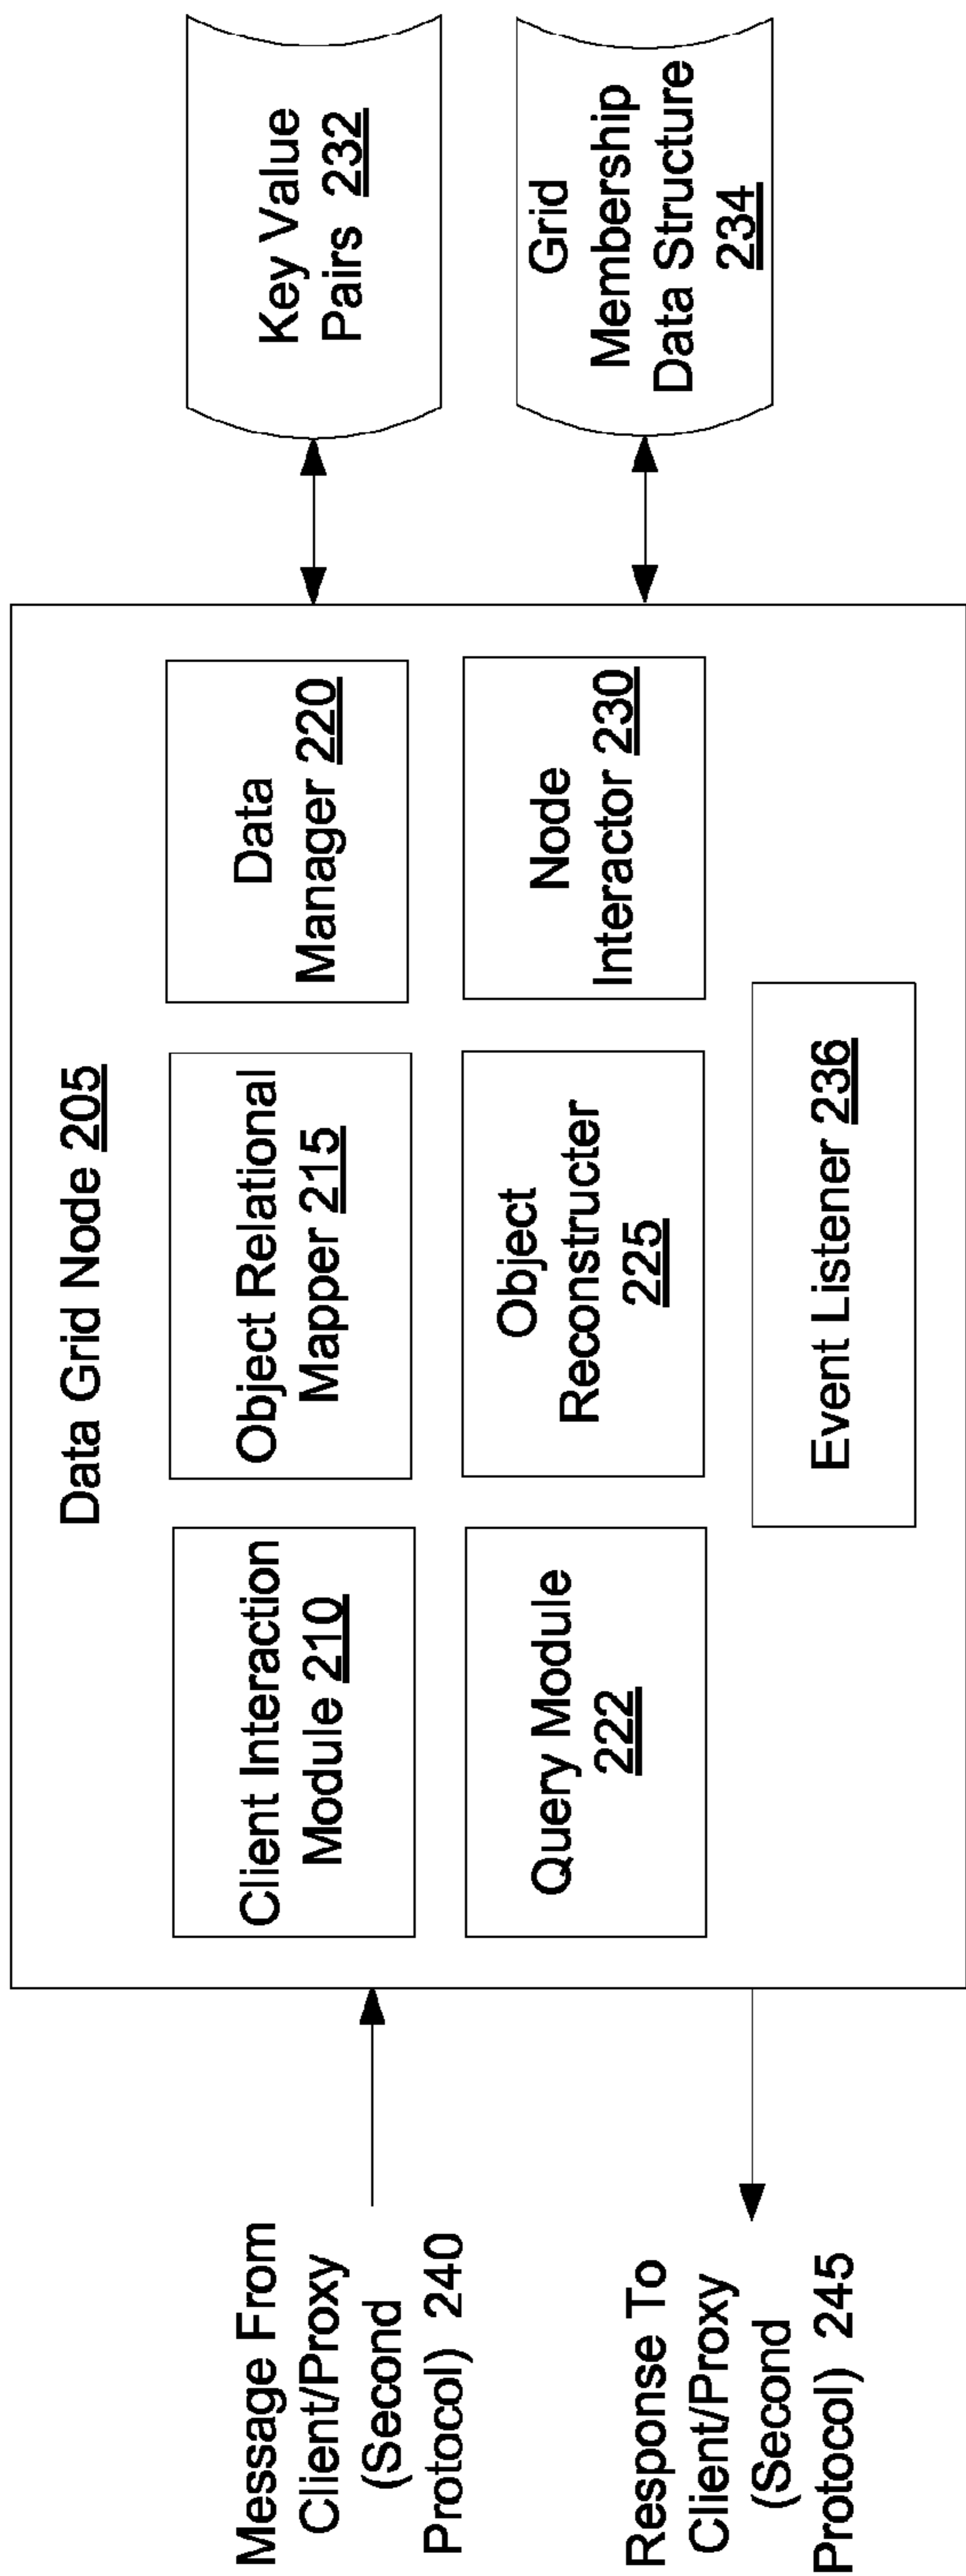 Data Grid Node 205
Message From
Client/Proxy
(Second
Protocol) 240
Response To
Client/Proxy
(Second
Protocol) 245
Client Interaction
Module 210
Object Relational
Mapper 215
Data
Manager 220
Query Module
222
Object
Reconstructer
225
Node
Interactor 230
Event Listener 236
Key Value
Pairs 232
Grid
Membership
Data Structure
234